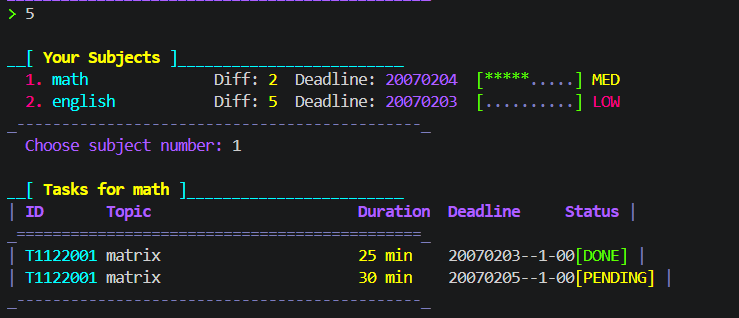 > 5
__[ Your Subjects ]_________________________
1. math Diff: 2 Deadline: 20070204 [*****.....] MED
2. english Diff: 5 Deadline: 20070203 [..........] LOW
_---------------------------------------------_
Choose subject number: 1
__[ Tasks for math ]________________________
| ID Topic Duration Deadline Status |
_=============================================_
| T1122001 matrix 25 min 20070203--1-00[DONE] |
| T1122001 matrix 30 min 20070205--1-00[PENDING] |
_---------------------------------------------_